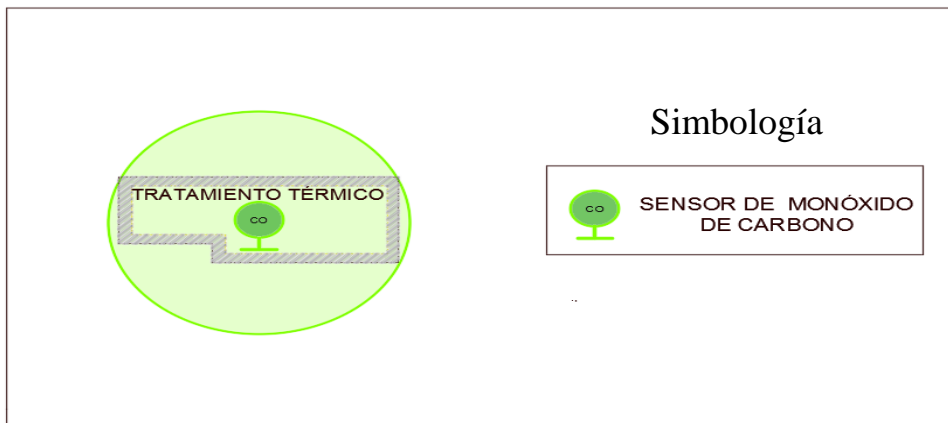 TRATAMIENTO TÉRMICO
CO
Simbología
CO
SENSOR DE MONÓXIDO
DE CARBONO